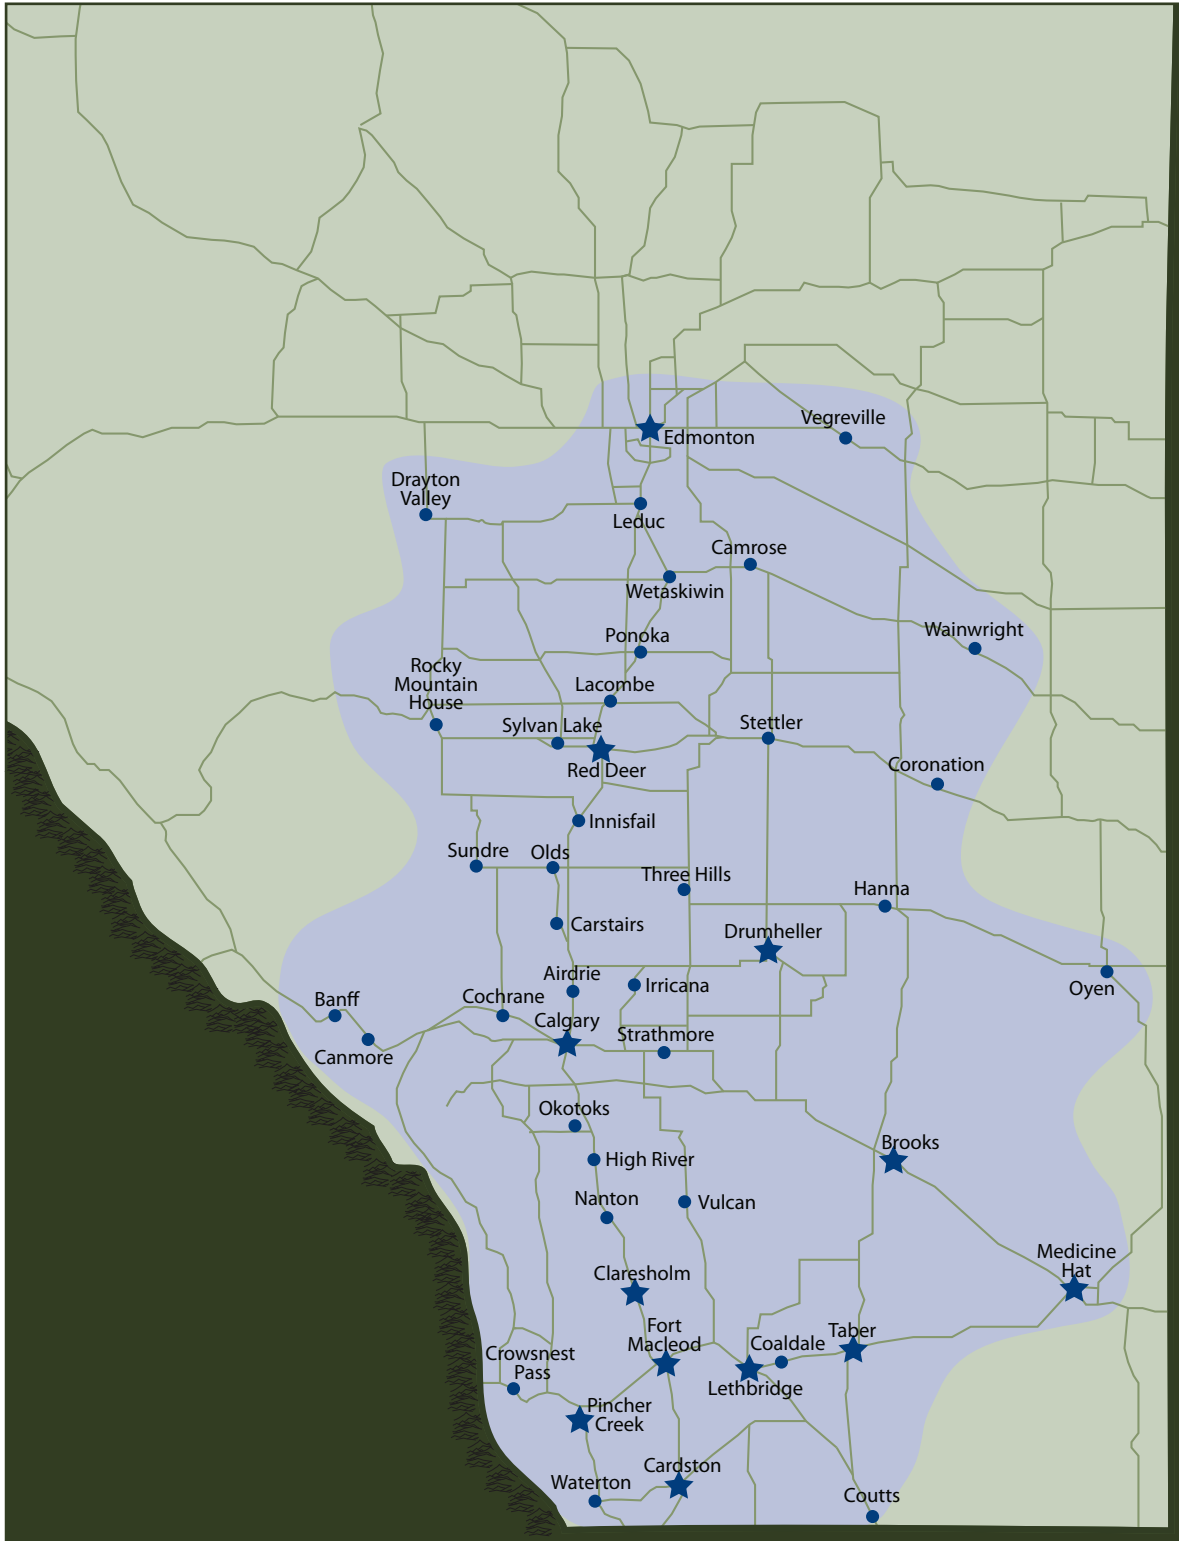 Vegreville
Edmonton
Drayton
Valley
Leduc
Camrose
Wetaskiwin
Wainwright
Ponoka
Rocky
Mountain
House
Lacombe
Sylvan Lake
Stettler
Red Deer
Coronation
Innisfail
Sundre
Olds
Three Hills
Hanna
Carstairs
Drumheller
Airdrie
Irricana
Oyen
Banff
Cochrane
Calgary
Strathmore
Canmore
Okotoks
Brooks
High River
Nanton
Vulcan
Medicine
Hat
Claresholm
Fort
Macleod
Taber
Coaldale
Crowsnest
Pass
Lethbridge
Pincher
Creek
Cardston
Waterton
Coutts